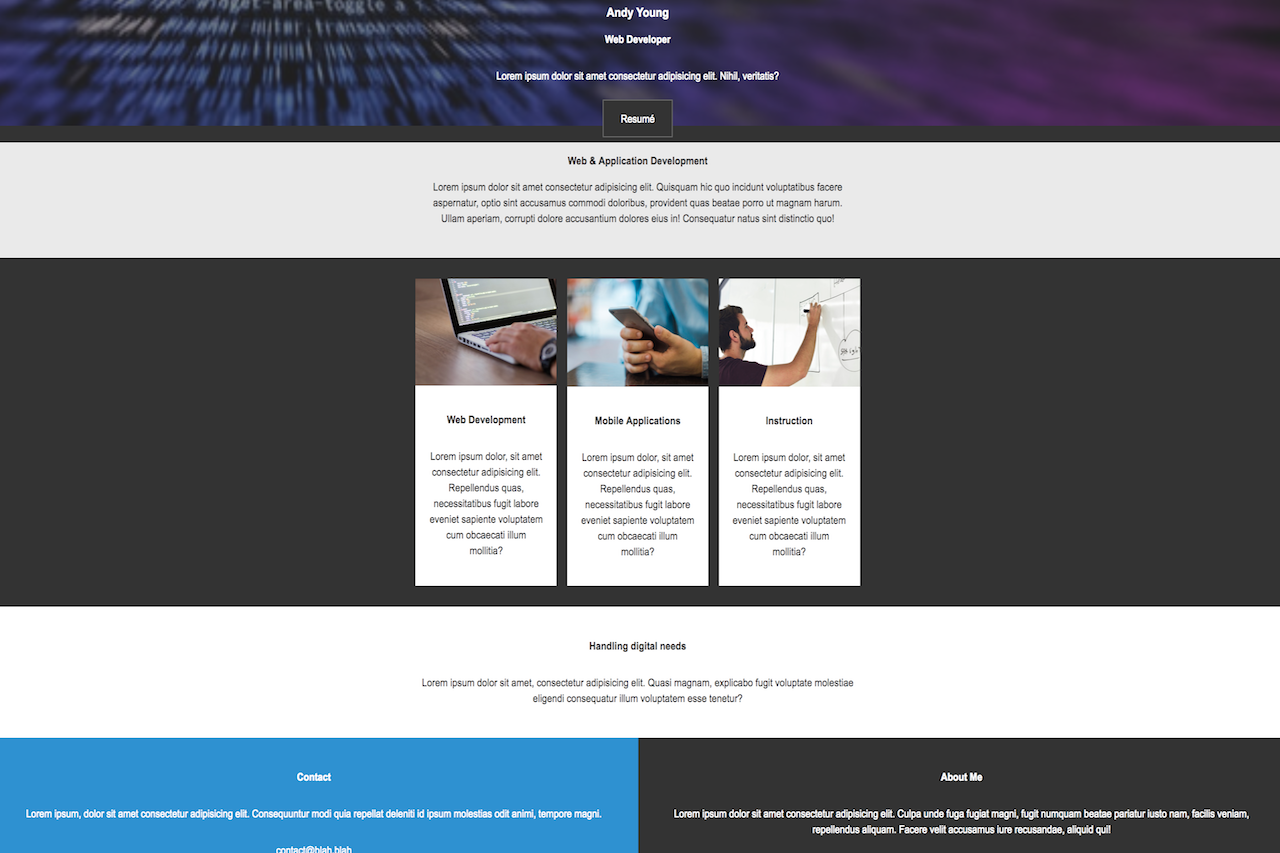 widget-area-toggle a
Andy Young
Web Developer
Lorem ipsum dolor sit amet consectetur adipisicing elit. Nihil, veritatis?
Resumé
Web & Application Development
Lorem ipsum dolor sit amet consectetur adipisicing elit. Quisquam hic quo incidunt voluptatibus facere
aspernatur, optio sint accusamus commodi doloribus, provident quas beatae porro ut magnam harum.
Ullam aperiam, corrupti dolore accusantium dolores eius in! Consequatur natus sint distinctio quo!
Web Development
Lorem ipsum dolor, sit amet
consectetur adipisicing elit.
Repellendus quas,
necessitatibus fugit labore
eveniet sapiente voluptatem
cum obcaecati illum
mollitia?
Mobile Applications
Lorem ipsum dolor, sit amet
consectetur adipisicing elit.
Repellendus quas,
necessitatibus fugit labore
eveniet sapiente voluptatem
cum obcaecati illum
mollitia?
Instruction
Lorem ipsum dolor, sit amet
consectetur adipisicing elit.
Repellendus quas,
necessitatibus fugit labore
eveniet sapiente voluptatem
cum obcaecati illum
mollitia?
Handling digital needs
Lorem ipsum dolor sit amet, consectetur adipisicing elit. Quasi magnam, explicabo fugit voluptate molestiae
eligendi consequatur illum voluptatem esse tenetur?
Contact
Lorem ipsum, dolor sit amet consectetur adipisicing elit. Consequuntur modi quia repellat deleniti id ipsum molestias odit animi, tempore magni.
contact@blah.blah
About Me
Lorem ipsum dolor sit amet consectetur adipisicing elit. Culpa unde fuga fugiat magni, fugit numquam beatae pariatur iusto nam, facilis veniam,
repellendus aliquam. Facere velit accusamus iure recusandae, aliquid qui!